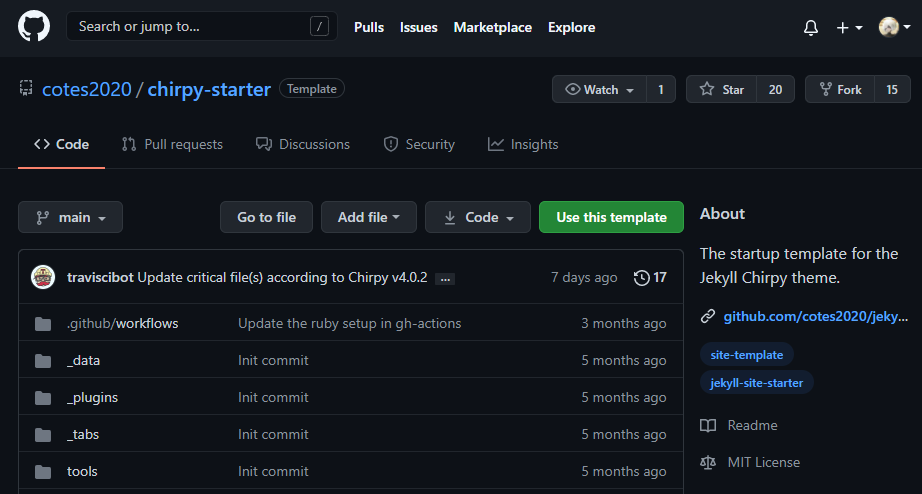 Search or jump to... / Pulls Issues Marketplace Explore
cotes2020 / chirpy-starter Template Watch 1 Star 20 Fork 15
Code Pull requests Discussions Security Insights
main Go to file Add file Code Use this template
traviscibot Update critical file(s) according to Chirpy v4.0.2 ... 7 days ago 17
.github/workflows Update the ruby setup in gh-actions 3 months ago
_data Init commit 5 months ago
_plugins Init commit 5 months ago
_tabs Init commit 5 months ago
tools Init commit 5 months ago
About
The startup template for the
Jekyll Chirpy theme.
github.com/cotes2020/jeky...
site-template
jekyll-site-starter
Readme
MIT License